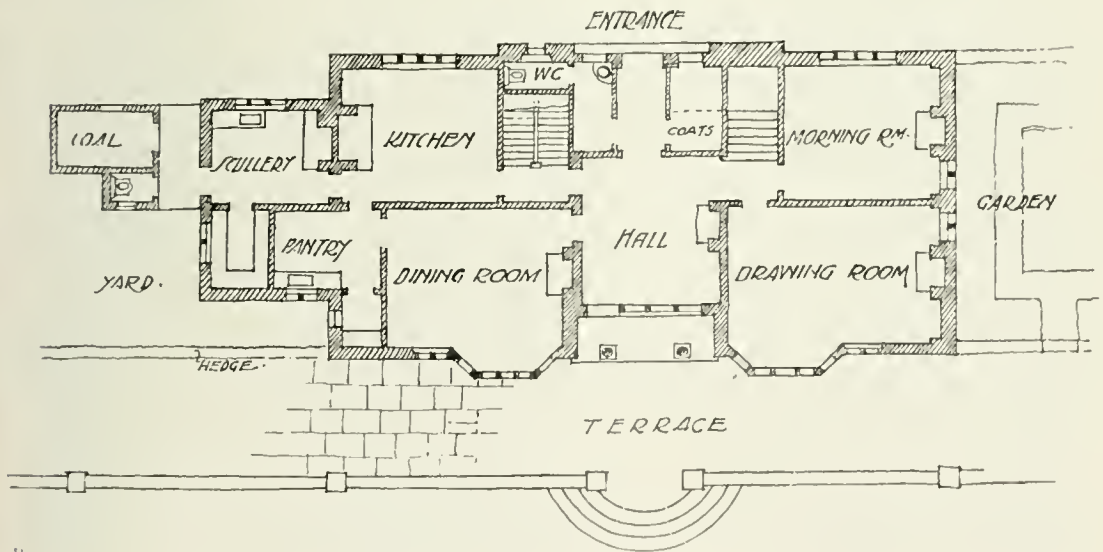 ENTRANCE
WC
COAL
SCULLERY
KITCHEN
COATS
MORNING RM.
GARDEN
PANTRY
HALL
YARD.
DINING ROOM
DRAWING ROOM
HEDGE.
TERRACE